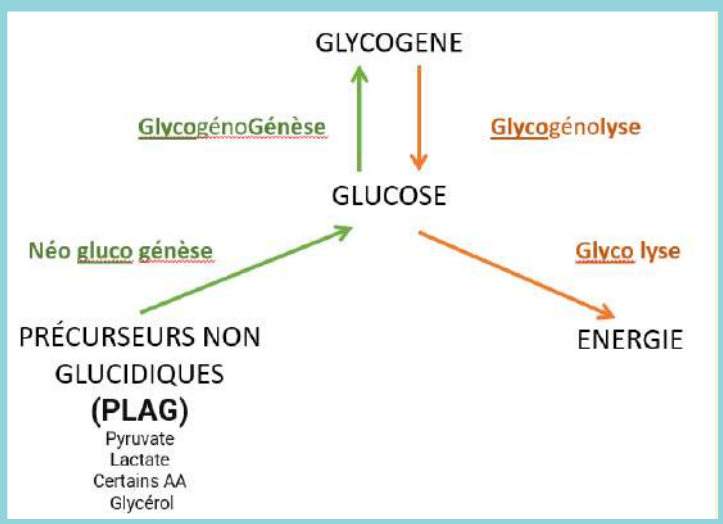 GLYCOGENE
GlycogénoGénèse
Glycogénolyse
GLUCOSE
Néo gluco génèse
Glyco lyse
PRÉCURSEURS NON
GLUCIDIQUES
(PLAG)
Pyruvate
Lactate
Certains AA
Glycérol
ENERGIE